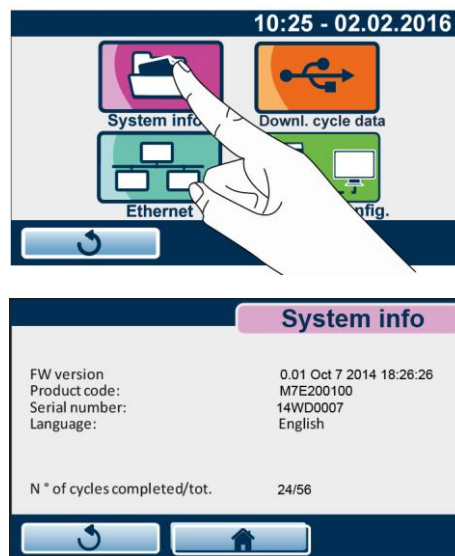 10:25 - 02.02.2016
System info
Downl. cycle data
Ethernet
nfig.
System info
FW version 0.01 Oct 7 2014 18:26:26
Product code: M7E200100
Serial number: 14WD0007
Language: English
N ° of cycles completed/tot. 24/56